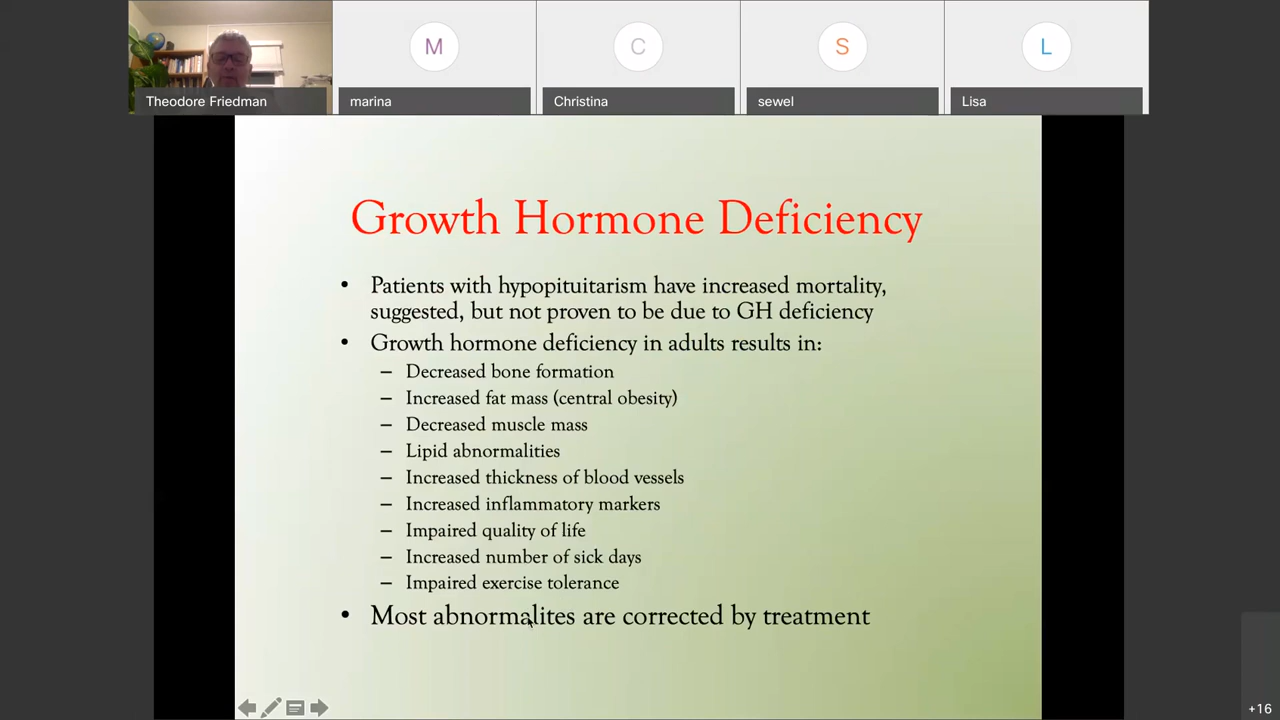 M
C
S
L
Theodore Friedman
marina
Christina
sewel
Lisa
Growth Hormone Deficiency
• Patients with hypopituitarism have increased mortality,
suggested, but not proven to be due to GH deficiency
• Growth hormone deficiency in adults results in:
– Decreased bone formation
– Increased fat mass (central obesity)
– Decreased muscle mass
– Lipid abnormalities
– Increased thickness of blood vessels
– Increased inflammatory markers
– Impaired quality of life
– Increased number of sick days
– Impaired exercise tolerance
• Most abnormalites are corrected by treatment
+16